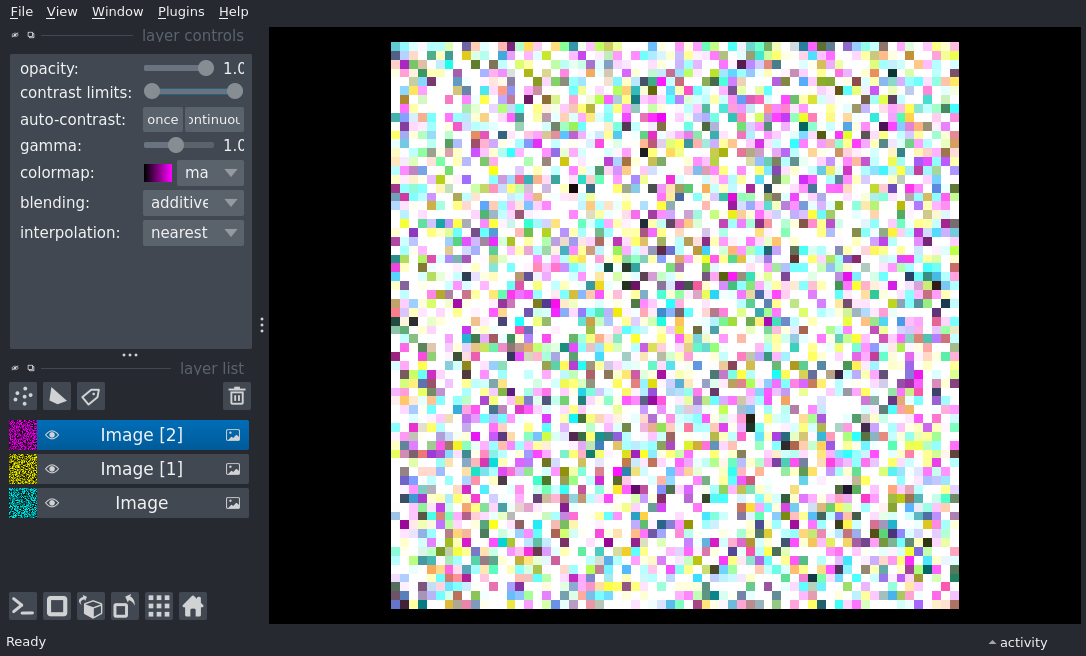 File View Window Plugins Help
layer controls
opacity: 1.0
contrast limits:
auto-contrast: once ontinuou
gamma: 1.0
colormap: ma
blending: additive
interpolation: nearest
layer list
Image [2]
Image [1]
Image
Ready
activity